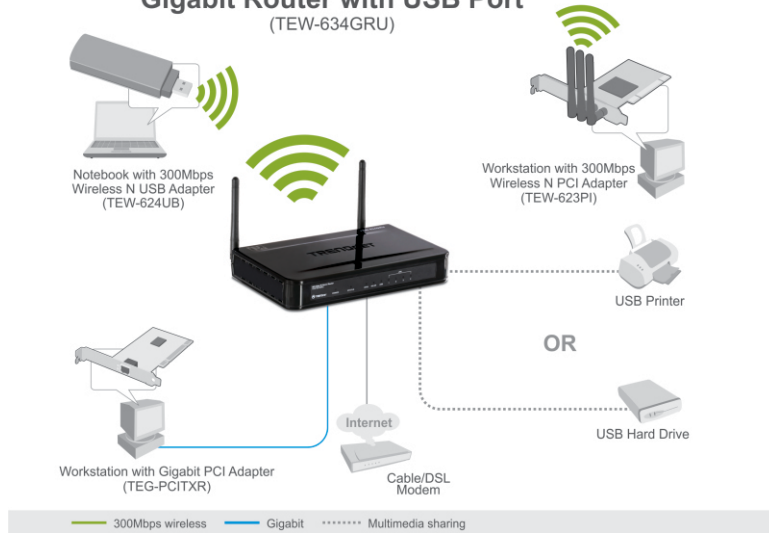 Gigabit Router with USB Port
(TEW-634GRU)
Notebook with 300Mbps
Wireless N USB Adapter
(TEW-624UB)
Workstation with 300Mbps
Wireless N PCI Adapter
(TEW-623PI)
TRENDNET
USB Printer
OR
USB Hard Drive
Internet
Cable/DSL
Modem
Workstation with Gigabit PCI Adapter
(TEG-PCITXR)
300Mbps wireless
Gigabit
Multimedia sharing